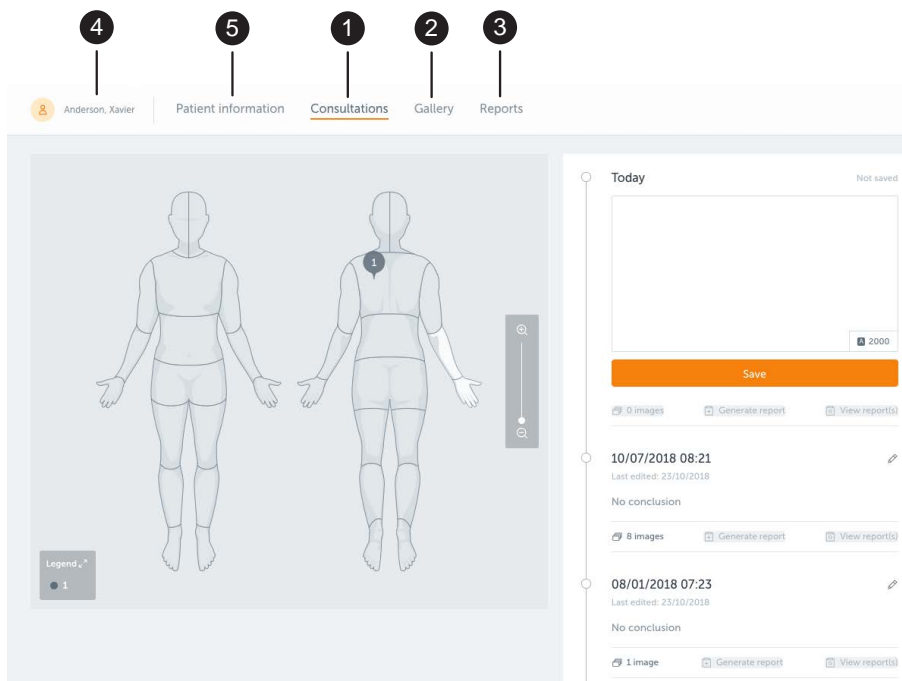 4 5 1 2 3
Anderson, Xavier Patient information Consultations Gallery Reports
Today Not saved
1
A 2000
Save
0 images Generate report View report(s)
10/07/2018 08:21
Last edited: 23/10/2018
No conclusion
8 images Generate report View report(s)
Legend
1
08/01/2018 07:23
Last edited: 23/10/2018
No conclusion
1 image Generate report View report(s)